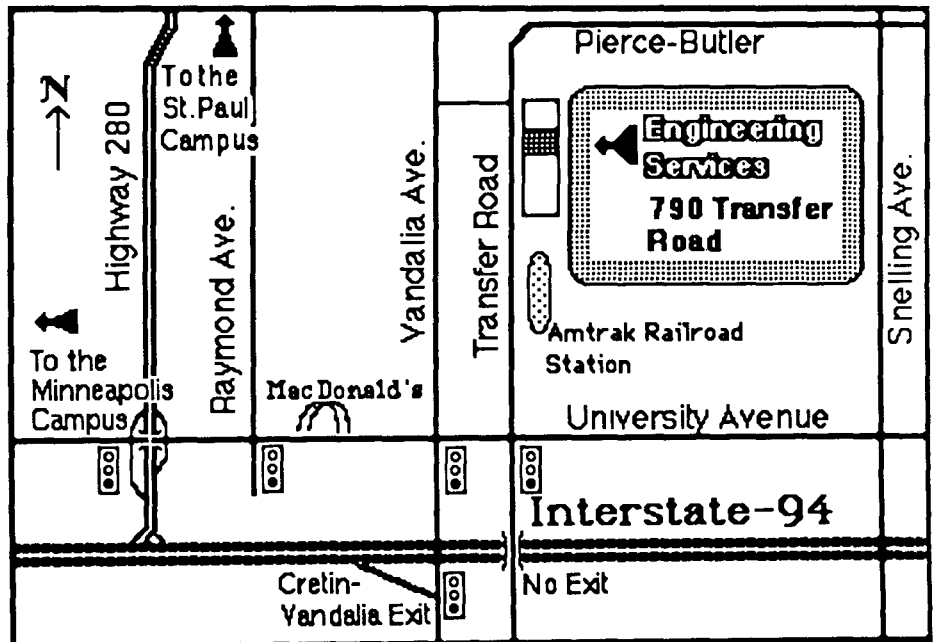 Pierce-Butler
N
To the
St.Paul
Campus
Highway 280
Raymond Ave.
Vandalia Ave.
Transfer Road
Engineering
Services
790 Transfer
Road
Snelling Ave.
To the
Minneapolis
Campus
MacDonald's
Amtrak Railroad
Station
University Avenue
Interstate-94
Cretin-
Vandalia Exit
No Exit